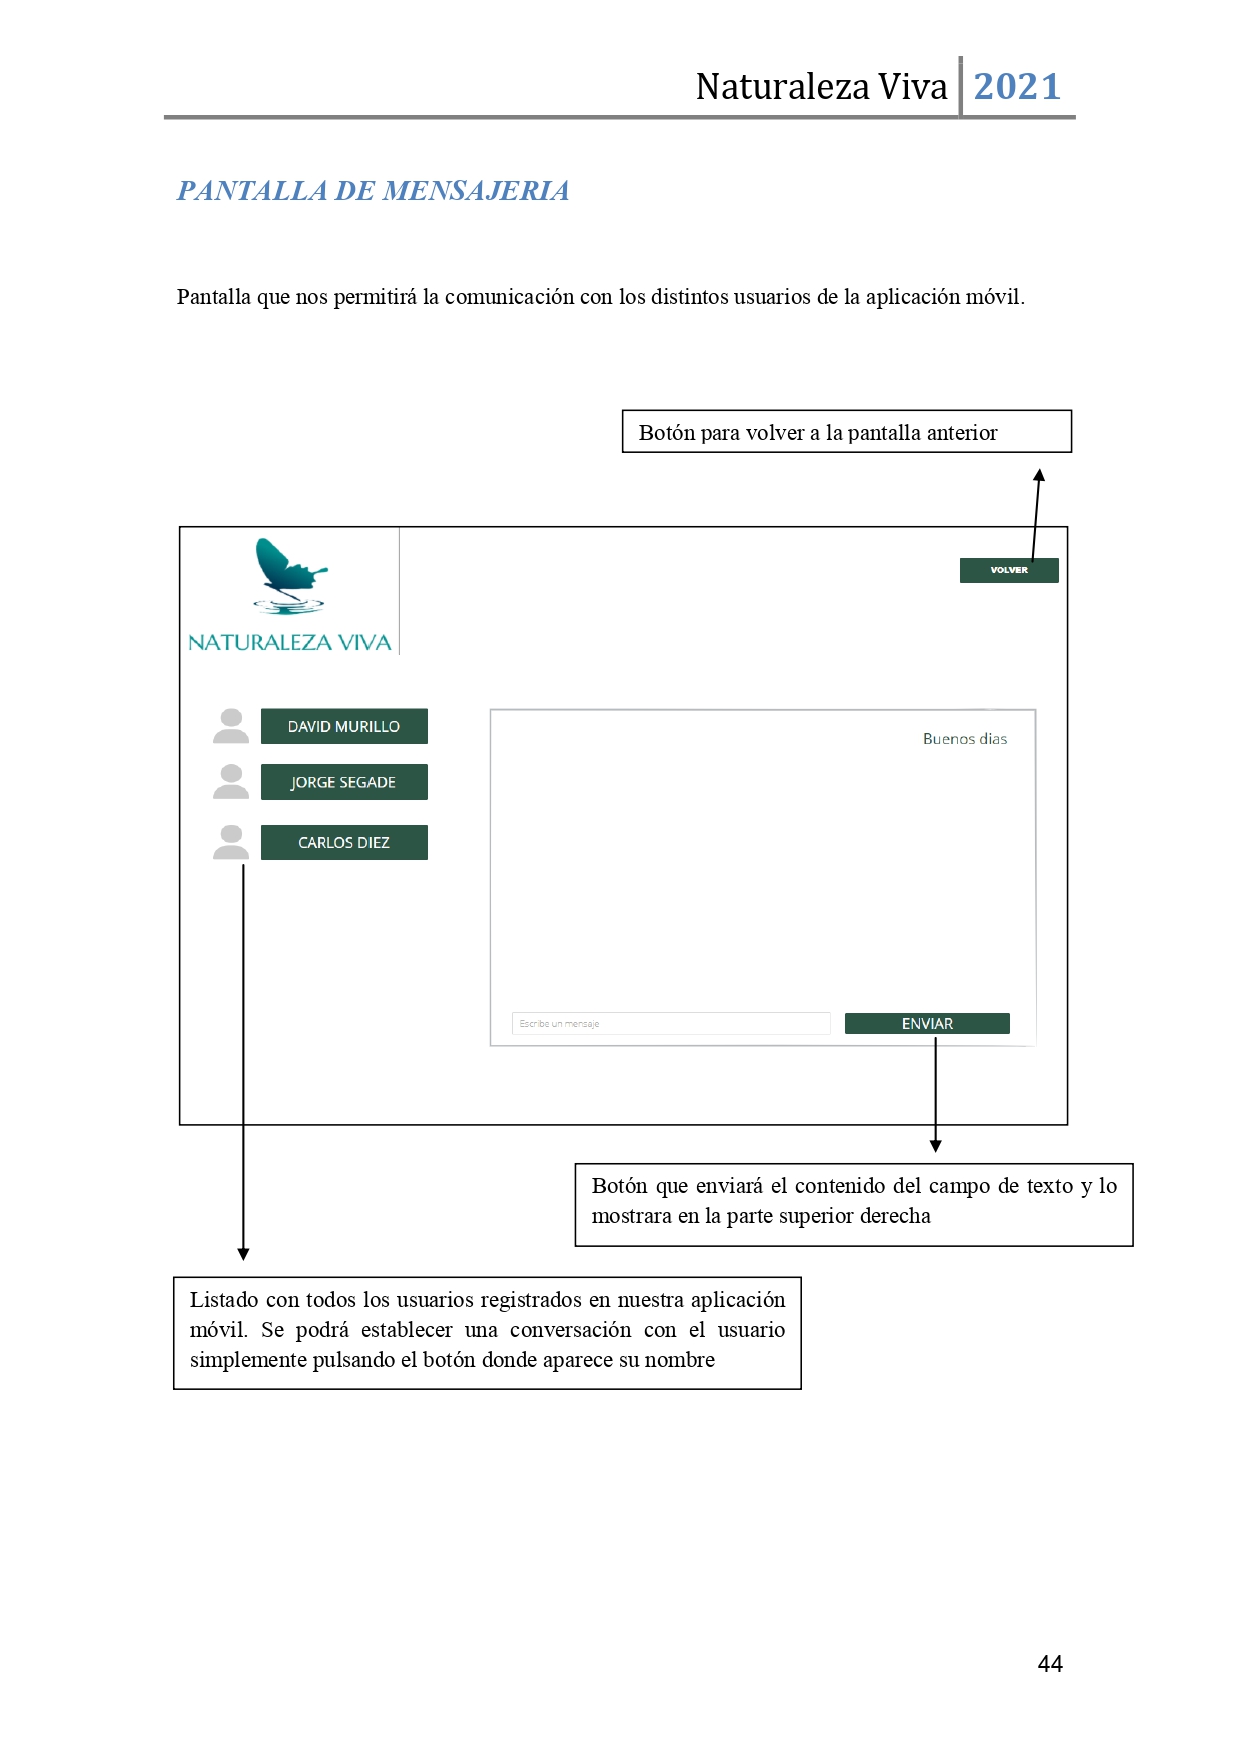 Naturaleza Viva 2021
PANTALLA DE MENSAJERIA
Pantalla que nos permitirá la comunicación con los distintos usuarios de la aplicación móvil.
Botón para volver a la pantalla anterior
VOLVER
NATURALEZA VIVA
DAVID MURILLO
JORGE SEGADE
CARLOS DIEZ
Buenos dias
Escribe un mensaje
ENVIAR
Botón que enviará el contenido del campo de texto y lo
mostrara en la parte superior derecha
Listado con todos los usuarios registrados en nuestra aplicación
móvil. Se podrá establecer una conversación con el usuario
simplemente pulsando el botón donde aparece su nombre
44